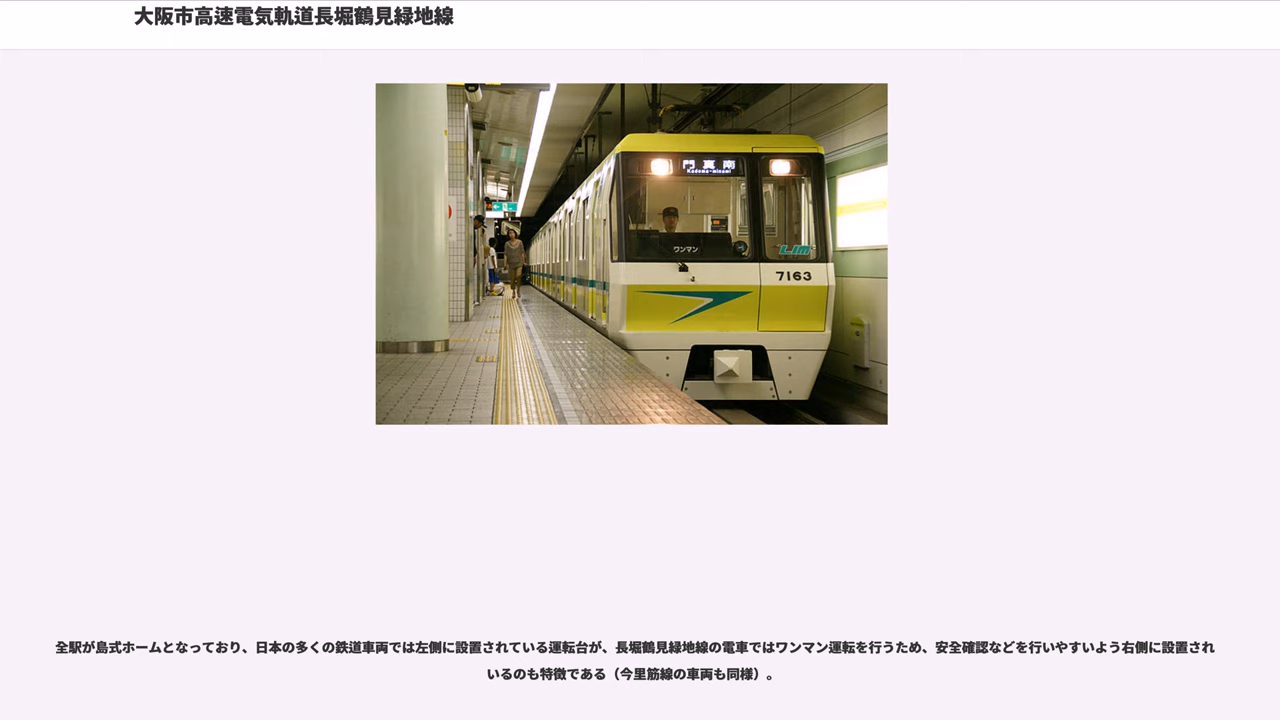 大阪市高速電気軌道長堀鶴見緑地線
門真南
Kadoma-minami
ワンマン
LIM
7163
全駅が島式ホームとなっており、日本の多くの鉄道車両では左側に設置されている運転台が、長堀鶴見緑地線の電車ではワンマン運転を行うため、安全確認などを行いやすいよう右側に設置され
いるのも特徴である（今里筋線の車両も同様）。